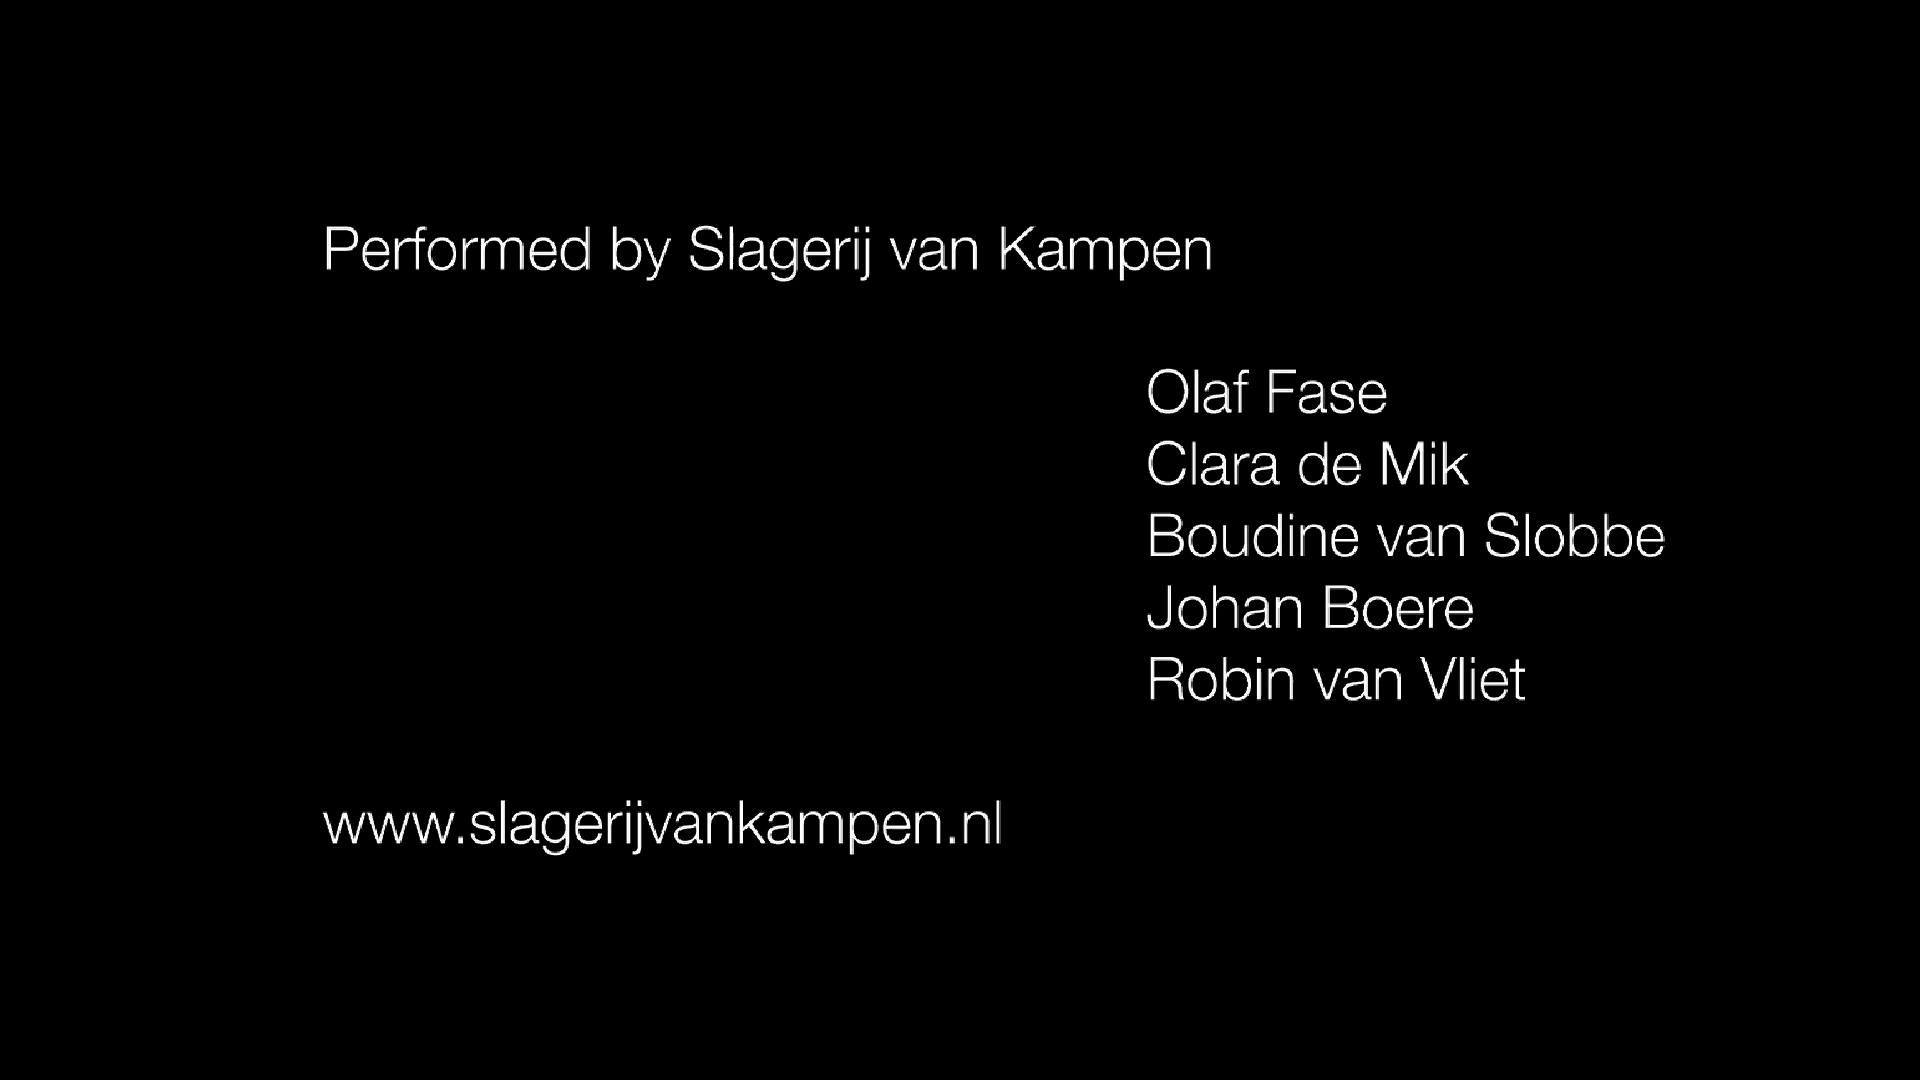 Performed by Slagerij van Kampen
Olaf Fase
Clara de Mik
Boudine van Slobbe
Johan Boere
Robin van Vliet
www.slagerijvankampen.nl